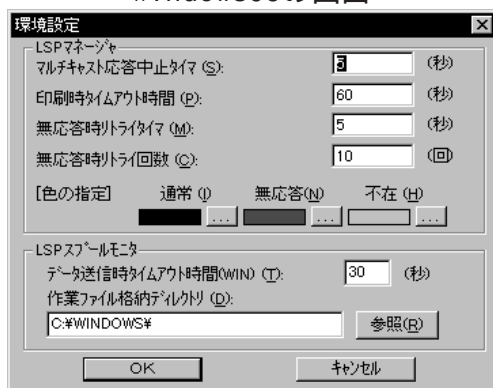 環境設定
LSPマネージャ
マルチキャスト応答中止タイマ (S): 5 (秒)
印刷時タイムアウト時間 (P): 60 (秒)
無応答時リトライタイマ (M): 5 (秒)
無応答時リトライ回数 (C): 10 (回)
[色の指定] 通常 (I) 無応答(N) 不在 (H)
... ... ...
LSPスプールモニタ
データ送信時タイムアウト時間(WIN) (T): 30 (秒)
作業ファイル格納ディレクトリ (D):
C:¥WINDOWS¥ 参照(R)
OK キャンセル